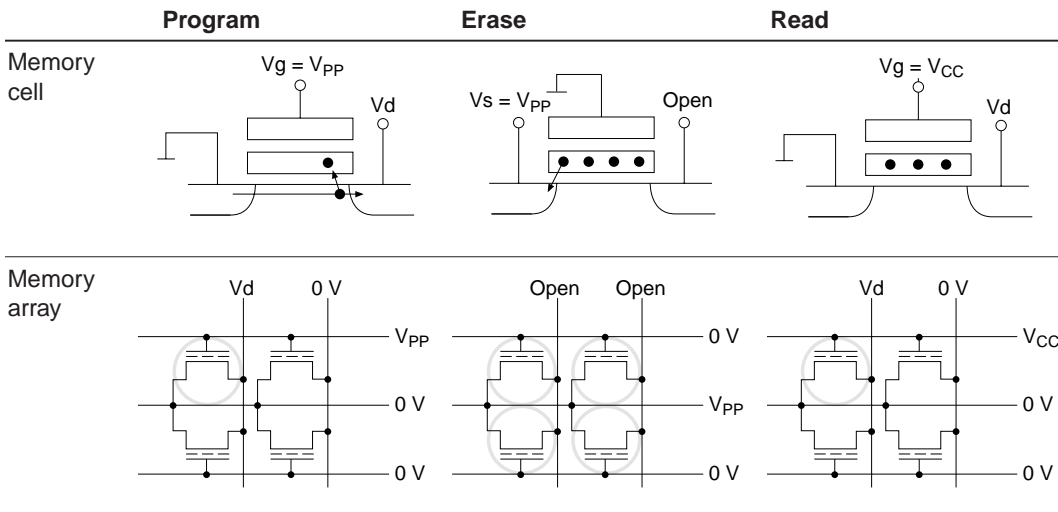 Program Erase Read
Memory
cell
Vg = VPP
Vd
Vs = VPP
Open
Vg = VCC
Vd
Memory
array
Vd 0 V
VPP
0 V
0 V
Open Open
0 V
VPP
0 V
Vd 0 V
VCC
0 V
0 V